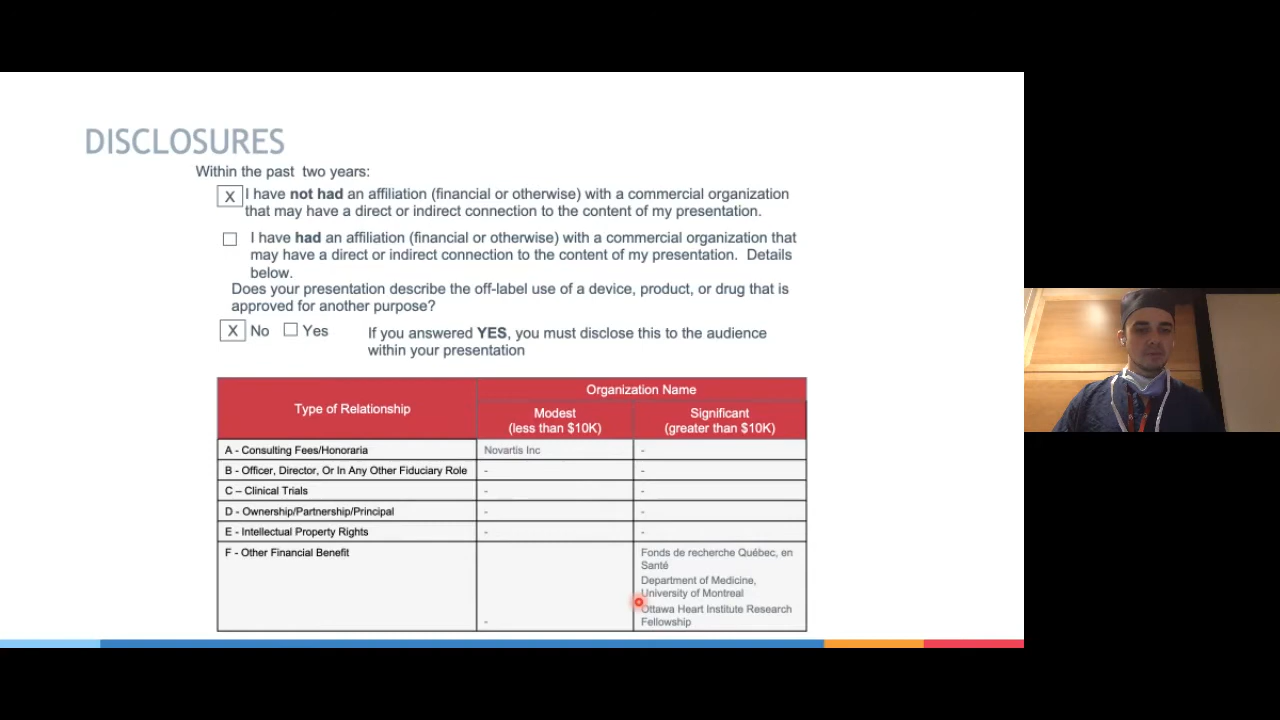 DISCLOSURES
Within the past two years:
X I have not had an affiliation (financial or otherwise) with a commercial organization
that may have a direct or indirect connection to the content of my presentation.
I have had an affiliation (financial or otherwise) with a commercial organization that
may have a direct or indirect connection to the content of my presentation. Details
below.
Does your presentation describe the off-label use of a device, product, or drug that is
approved for another purpose?
X No Yes If you answered YES, you must disclose this to the audience
within your presentation
Type of Relationship
Organization Name
Modest
(less than $10K)
Significant
(greater than $10K)
A - Consulting Fees/Honoraria Novartis Inc -
B - Officer, Director, Or In Any Other Fiduciary Role - -
C – Clinical Trials - -
D - Ownership/Partnership/Principal - -
E - Intellectual Property Rights - -
F - Other Financial Benefit -
Fonds de recherche Québec, en
Santé
Department of Medicine,
University of Montreal
Ottawa Heart Institute Research
Fellowship